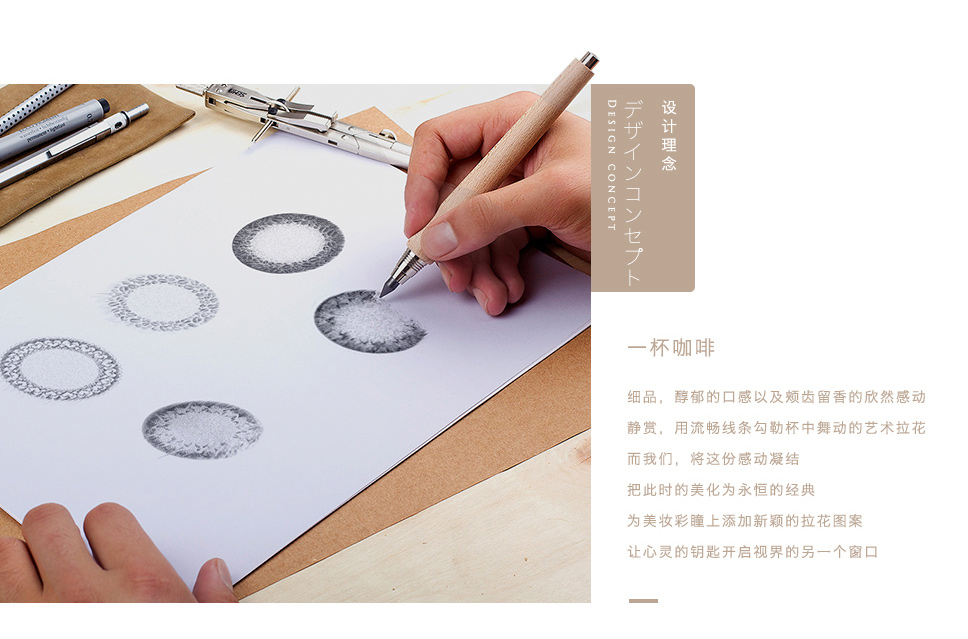 设计理念
デザインコンセプト
DESIGN CONCEPT
一杯咖啡
细品，醇郁的口感以及颊齿留香的欣然感动
静赏，用流畅线条勾勒杯中舞动的艺术拉花
而我们，将这份感动凝结
把此时的美化为永恒的经典
为美妆彩瞳上添加新颖的拉花图案
让心灵的钥匙开启视界的另一个窗口